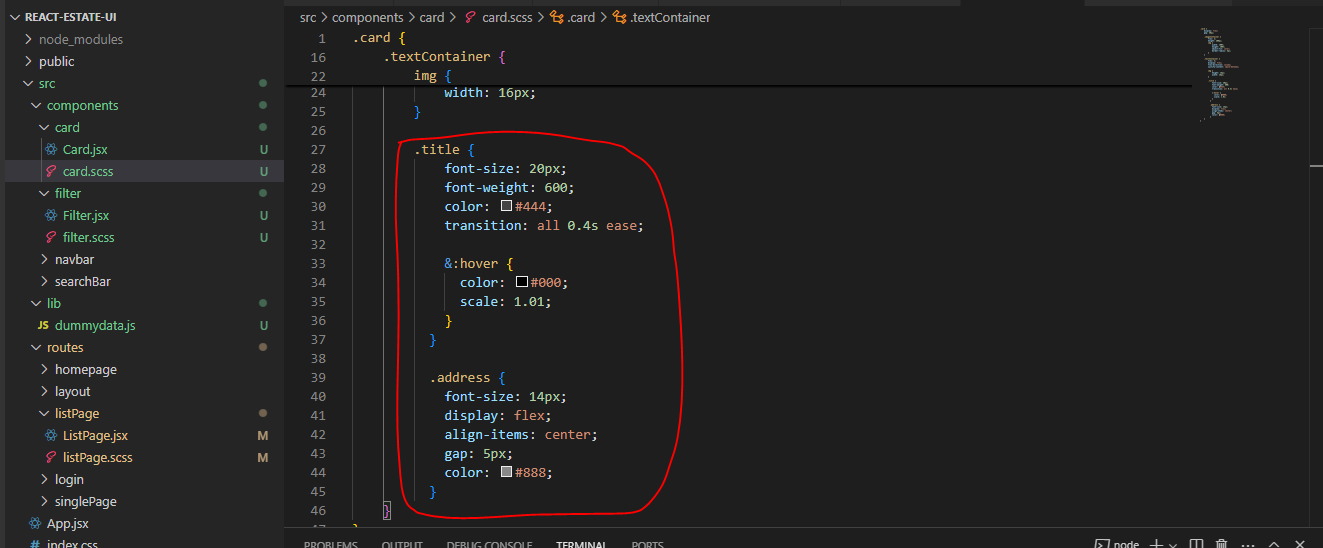 REACT-ESTATE-UI
node_modules
public
src
components
card
Card.jsx U
card.scss U
filter
Filter.jsx U
filter.scss U
navbar
searchBar
lib
JS dummydata.js U
routes
homepage
layout
listPage
ListPage.jsx M
listPage.scss M
login
singlePage
App.jsx
# index.css
src > components > card > card.scss > .card > .textContainer
1 .card {
16 .textContainer {
22 img {
24 width: 16px;
25 }
26
27 .title {
28 font-size: 20px;
29 font-weight: 600;
30 color: #444;
31 transition: all 0.4s ease;
32
33 &:hover {
34 color: #000;
35 scale: 1.01;
36 }
37 }
38
39 .address {
40 font-size: 14px;
41 display: flex;
42 align-items: center;
43 gap: 5px;
44 color: #888;
45 }
46 }
47 }
PROBLEMS OUTPUT DEBUG CONSOLE TERMINAL PORTS node